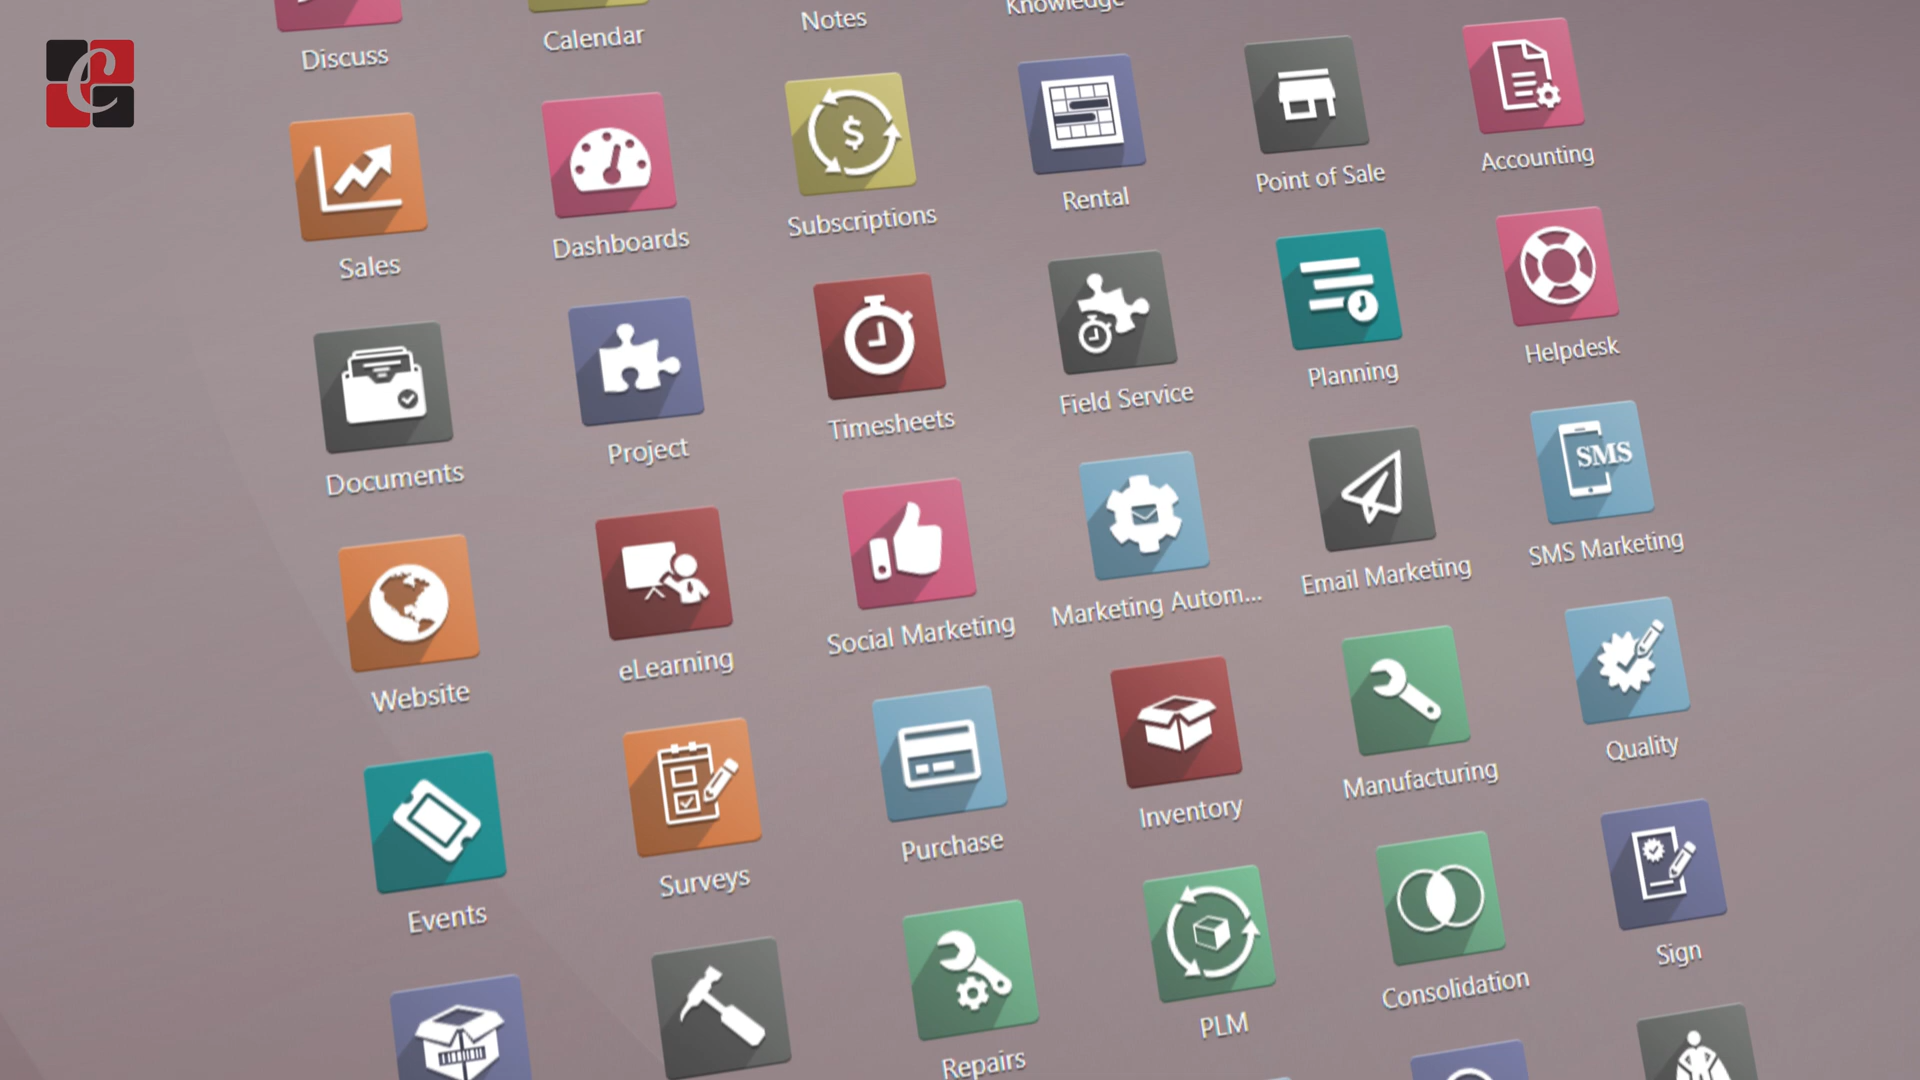 Discuss
Calendar
Notes
Knowledge
Sales
Dashboards
Subscriptions
Rental
Point of Sale
Accounting
Documents
Project
Timesheets
Field Service
Planning
Helpdesk
Website
eLearning
Social Marketing
Marketing Autom...
Email Marketing
SMS
SMS Marketing
Events
Surveys
Purchase
Inventory
Manufacturing
Quality
Repairs
PLM
Consolidation
Sign
C